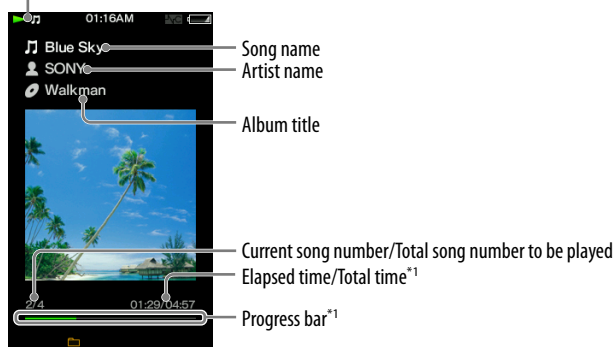 01:16AM
Blue Sky
Song name
SONY
Artist name
Walkman
Album title
Current song number/Total song number to be played
Elapsed time/Total time*1
2/4
01:29/04:57
Progress bar*1